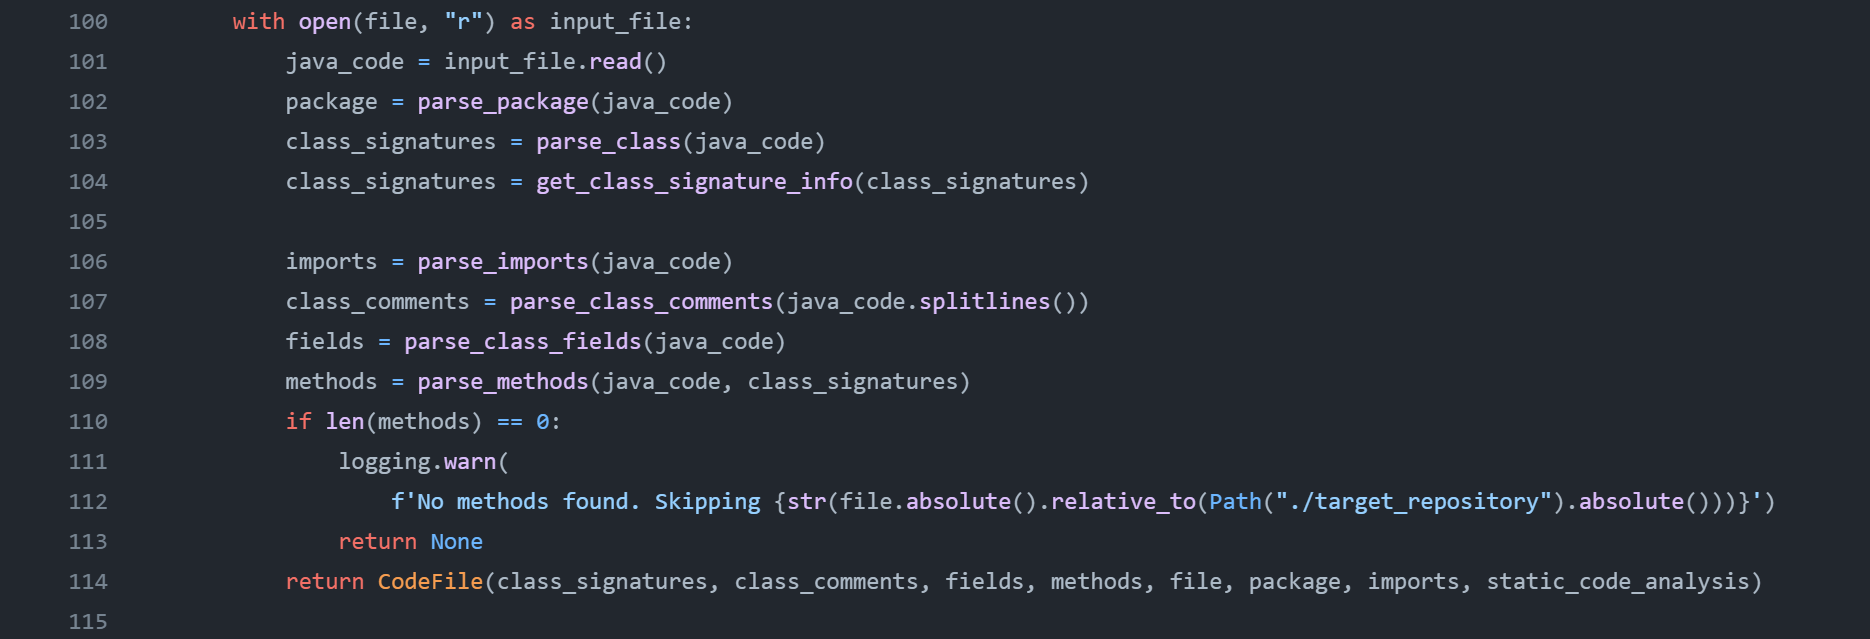 100         with open(file, "r") as input_file:
101             java_code = input_file.read()
102             package = parse_package(java_code)
103             class_signatures = parse_class(java_code)
104             class_signatures = get_class_signature_info(class_signatures)
105
106             imports = parse_imports(java_code)
107             class_comments = parse_class_comments(java_code.splitlines())
108             fields = parse_class_fields(java_code)
109             methods = parse_methods(java_code, class_signatures)
110             if len(methods) == 0:
111                 logging.warn(
112                     f'No methods found. Skipping {str(file.absolute().relative_to(Path("./target_repository").absolute()))}')
113                 return None
114             return CodeFile(class_signatures, class_comments, fields, methods, file, package, imports, static_code_analysis)
115